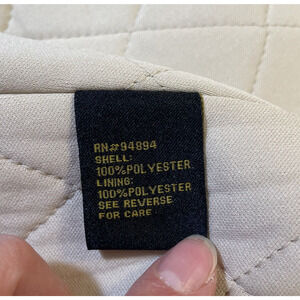 RN#94894
SHELL:
100%POLYESTER
LINING:
100%POLYESTER
SEE REVERSE
FOR CARE